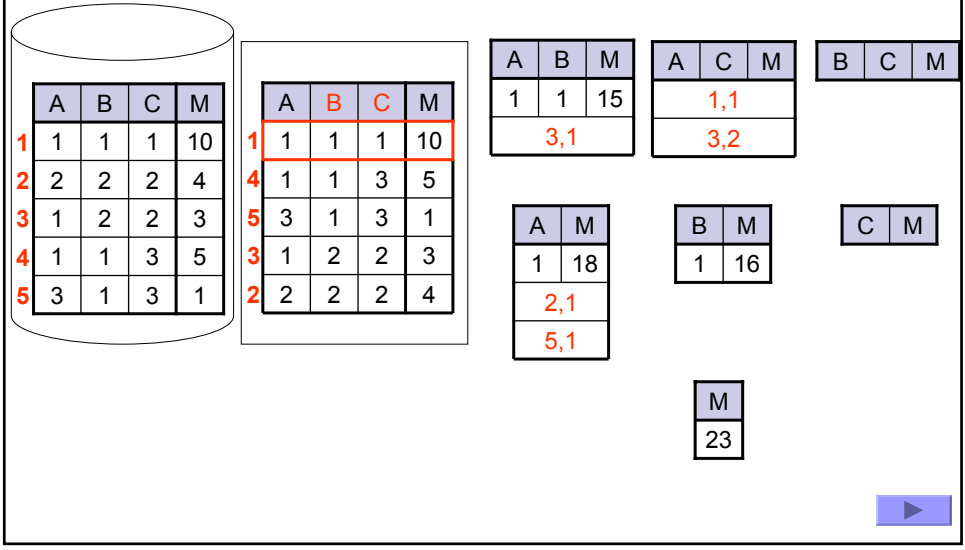 A B C M
1 1 1 1 10
2 2 2 2 4
3 1 2 2 3
4 1 1 3 5
5 3 1 3 1
A B C M
1 1 1 1 10
4 1 1 3 5
5 3 1 3 1
3 1 2 2 3
2 2 2 2 4
A B M
1 1 15
3,1
A C M
1,1
3,2
B C M
A M
1 18
2,1
5,1
B M
1 16
C M
M
23